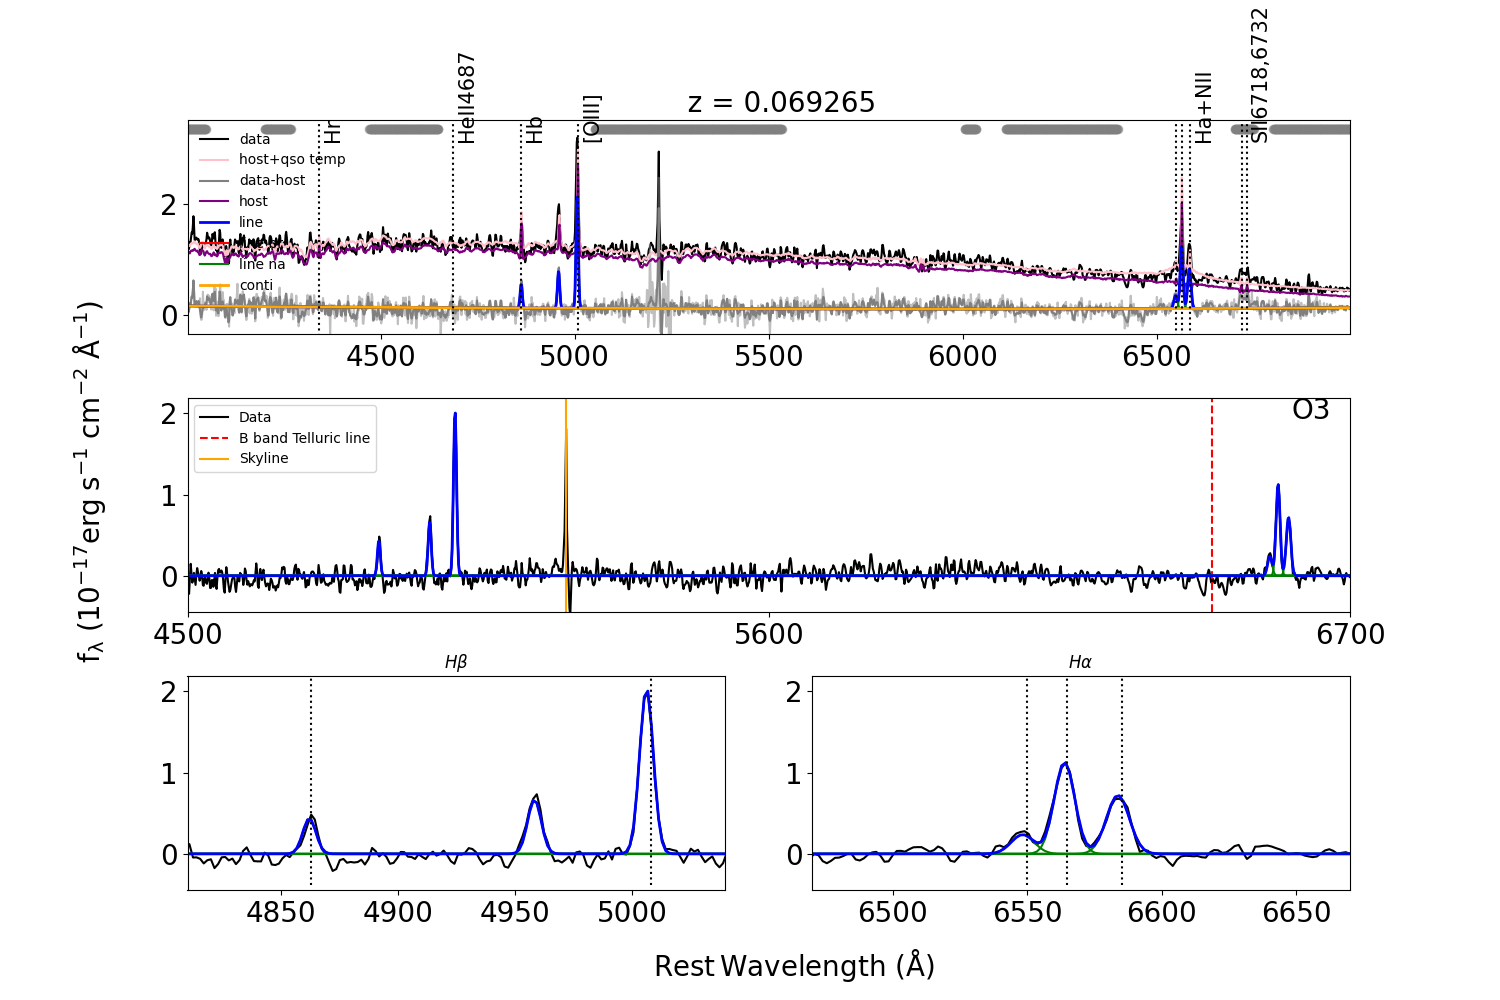 z = 0.069265
Hr
HeII4687
Hb
[OIII]
Ha+NII
SII6718,6732
data
host+qso temp
data-host
host
line
line na
conti
2
0
4500
5000
5500
6000
6500
fλ (10⁻¹⁷erg s⁻¹ cm⁻² Å⁻¹)
O3
Data
B band Telluric line
Skyline
2
1
0
4500
5600
6700
Hβ
2
1
0
4850
4900
4950
5000
Hα
2
1
0
6500
6550
6600
6650
Rest Wavelength (Å)